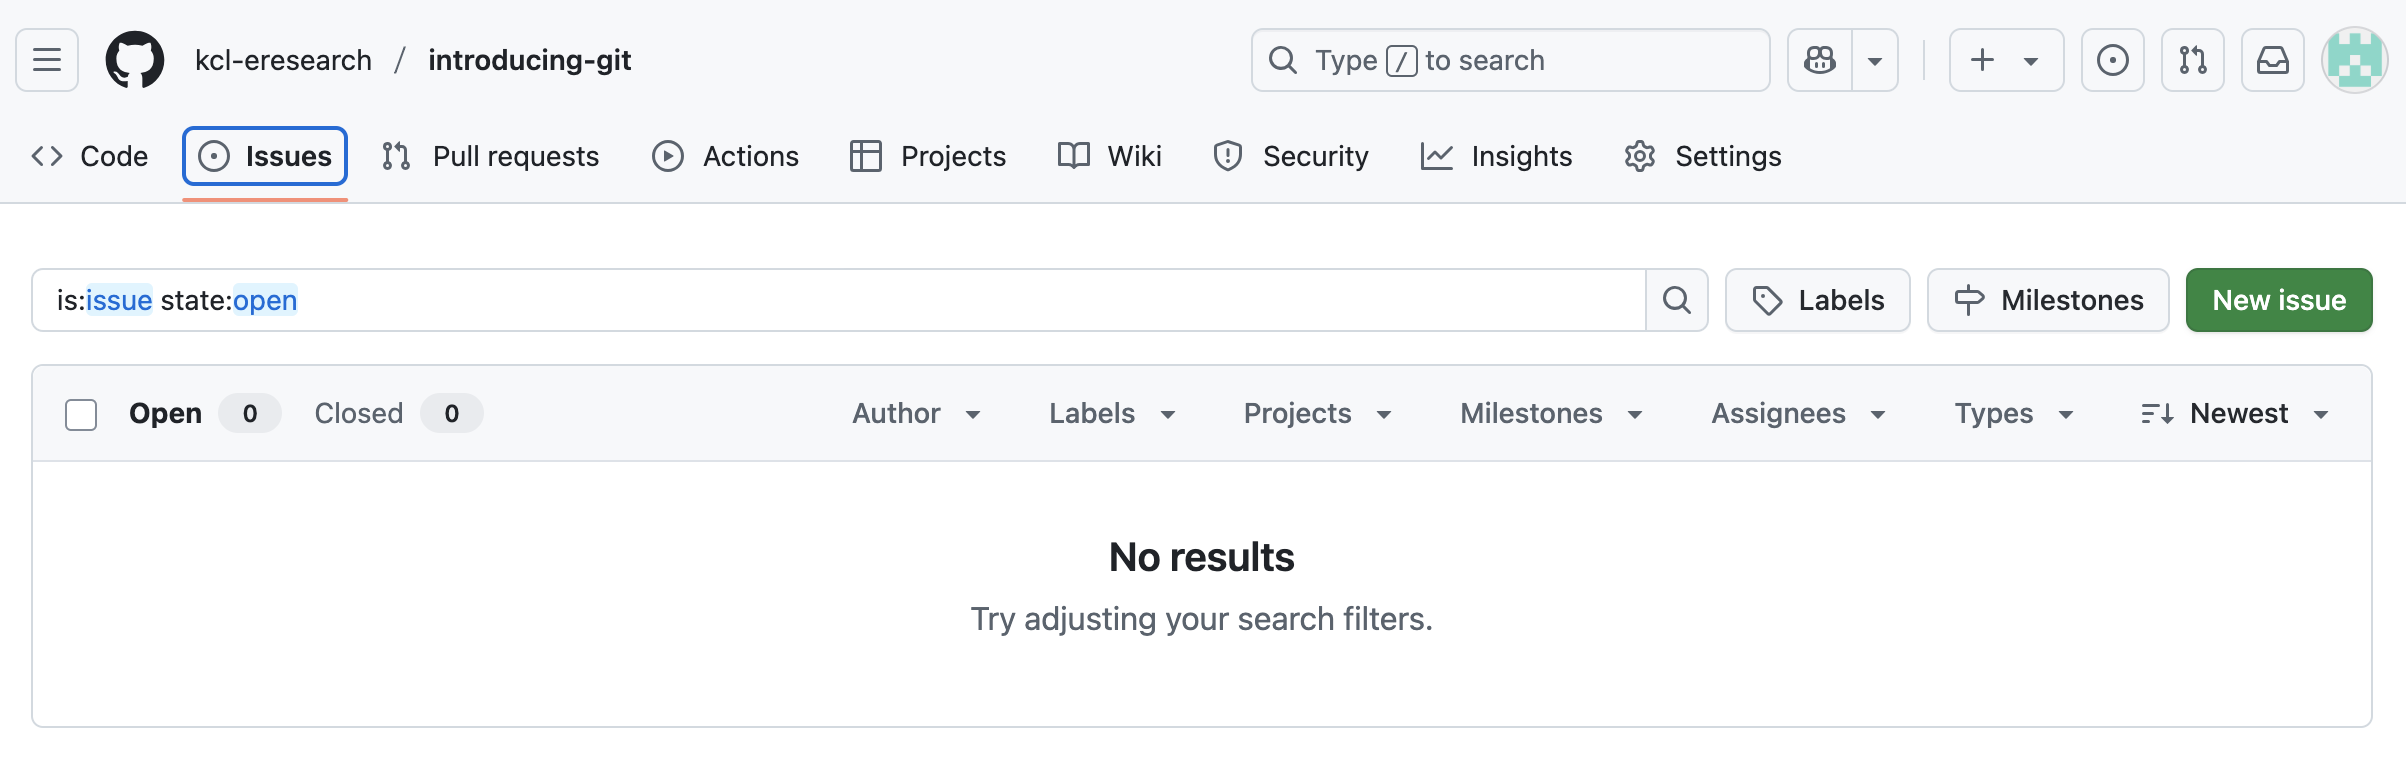 kcl-eresearch / introducing-git
Type / to search
Code Issues Pull requests Actions Projects Wiki Security Insights Settings
is:issue state:open
Labels Milestones New issue
Open 0 Closed 0 Author Labels Projects Milestones Assignees Types Newest
No results
Try adjusting your search filters.